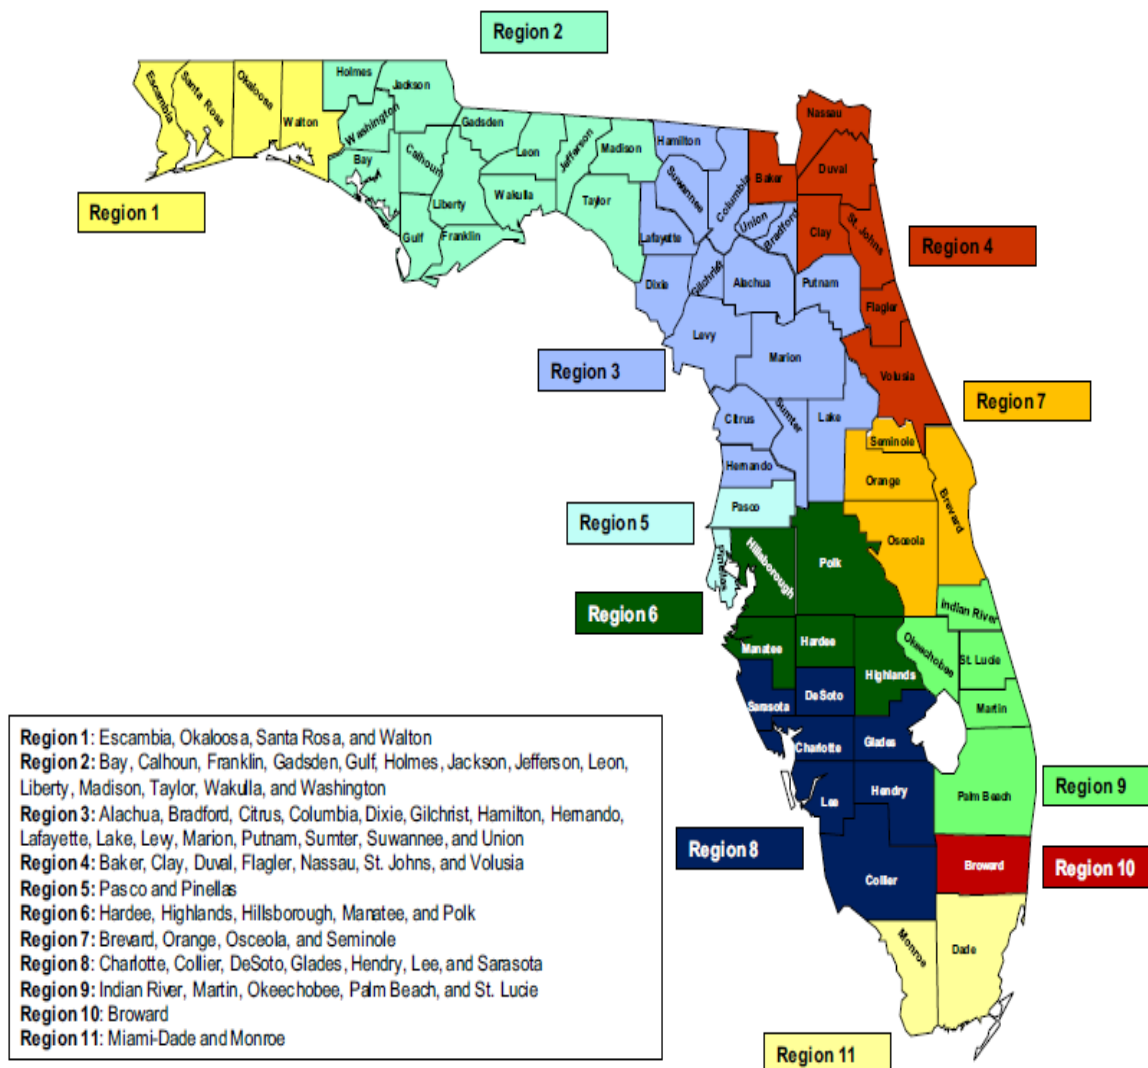 Region 2
Holmes
Jackson
Escambia
Santa Rosa
Okaloosa
Walton
Washington
Bay
Calhoun
Gadsden
Leon
Jefferson
Madison
Hamilton
Nassau
Duval
Baker
Suwannee
Columbia
Liberty
Wakulla
Taylor
Region 1
Gulf
Franklin
Lafayette
Union
Bradford
Clay
St. Johns
Region 4
Dixie
Gilchrist
Alachua
Putnam
Flagler
Levy
Marion
Region 3
Volusia
Region 7
Citrus
Sumter
Lake
Seminole
Hernando
Orange
Brevard
Pasco
Region 5
Osceola
Pinellas
Hillsborough
Polk
Region 6
Indian River
Manatee
Hardee
Okeechobee
St. Lucie
Highlands
Sarasota
DeSoto
Martin
Charlotte
Glades
Lee
Hendry
Palm Beach
Region 9
Region 8
Collier
Broward
Region 10
Monroe
Dade
Region 11
Region 1: Escambia, Okaloosa, Santa Rosa, and Walton
Region 2: Bay, Calhoun, Franklin, Gadsden, Gulf, Holmes, Jackson, Jefferson, Leon,
Liberty, Madison, Taylor, Wakulla, and Washington
Region 3: Alachua, Bradford, Citrus, Columbia, Dixie, Gilchrist, Hamilton, Hernando,
Lafayette, Lake, Levy, Marion, Putnam, Sumter, Suwannee, and Union
Region 4: Baker, Clay, Duval, Flagler, Nassau, St. Johns, and Volusia
Region 5: Pasco and Pinellas
Region 6: Hardee, Highlands, Hillsborough, Manatee, and Polk
Region 7: Brevard, Orange, Osceola, and Seminole
Region 8: Charlotte, Collier, DeSoto, Glades, Hendry, Lee, and Sarasota
Region 9: Indian River, Martin, Okeechobee, Palm Beach, and St. Lucie
Region 10: Broward
Region 11: Miami-Dade and Monroe